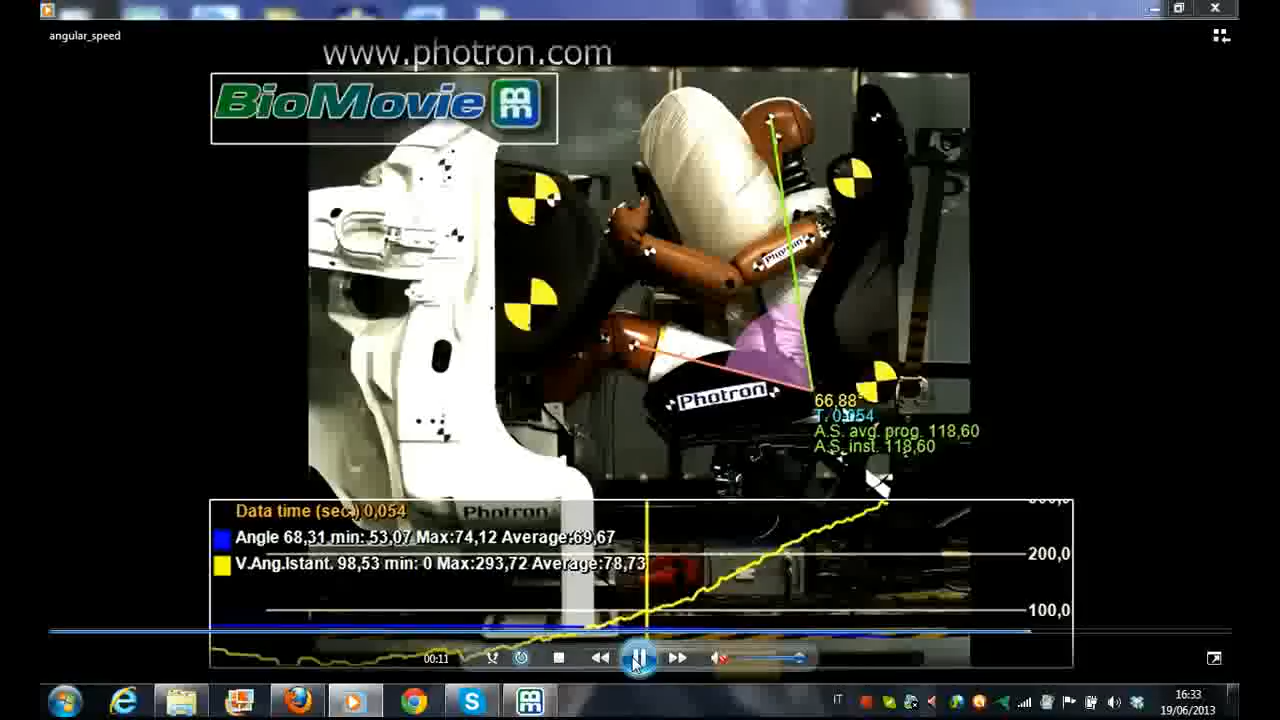 angular_speed
www.photron.com
BioMovie
Photron
Photron
66,88°
T. 0,054
A.S. avg. prog. 118,60
A.S. inst. 118,60
Data time (sec.) 0,054
Photron
Angle 68,31 min: 53,07 Max:74,12 Average:69,67
V.Ang.Istant. 98,53 min: 0 Max:293,72 Average:78,73
200,0
100,0
00:11
IT
16:33
19/06/2013